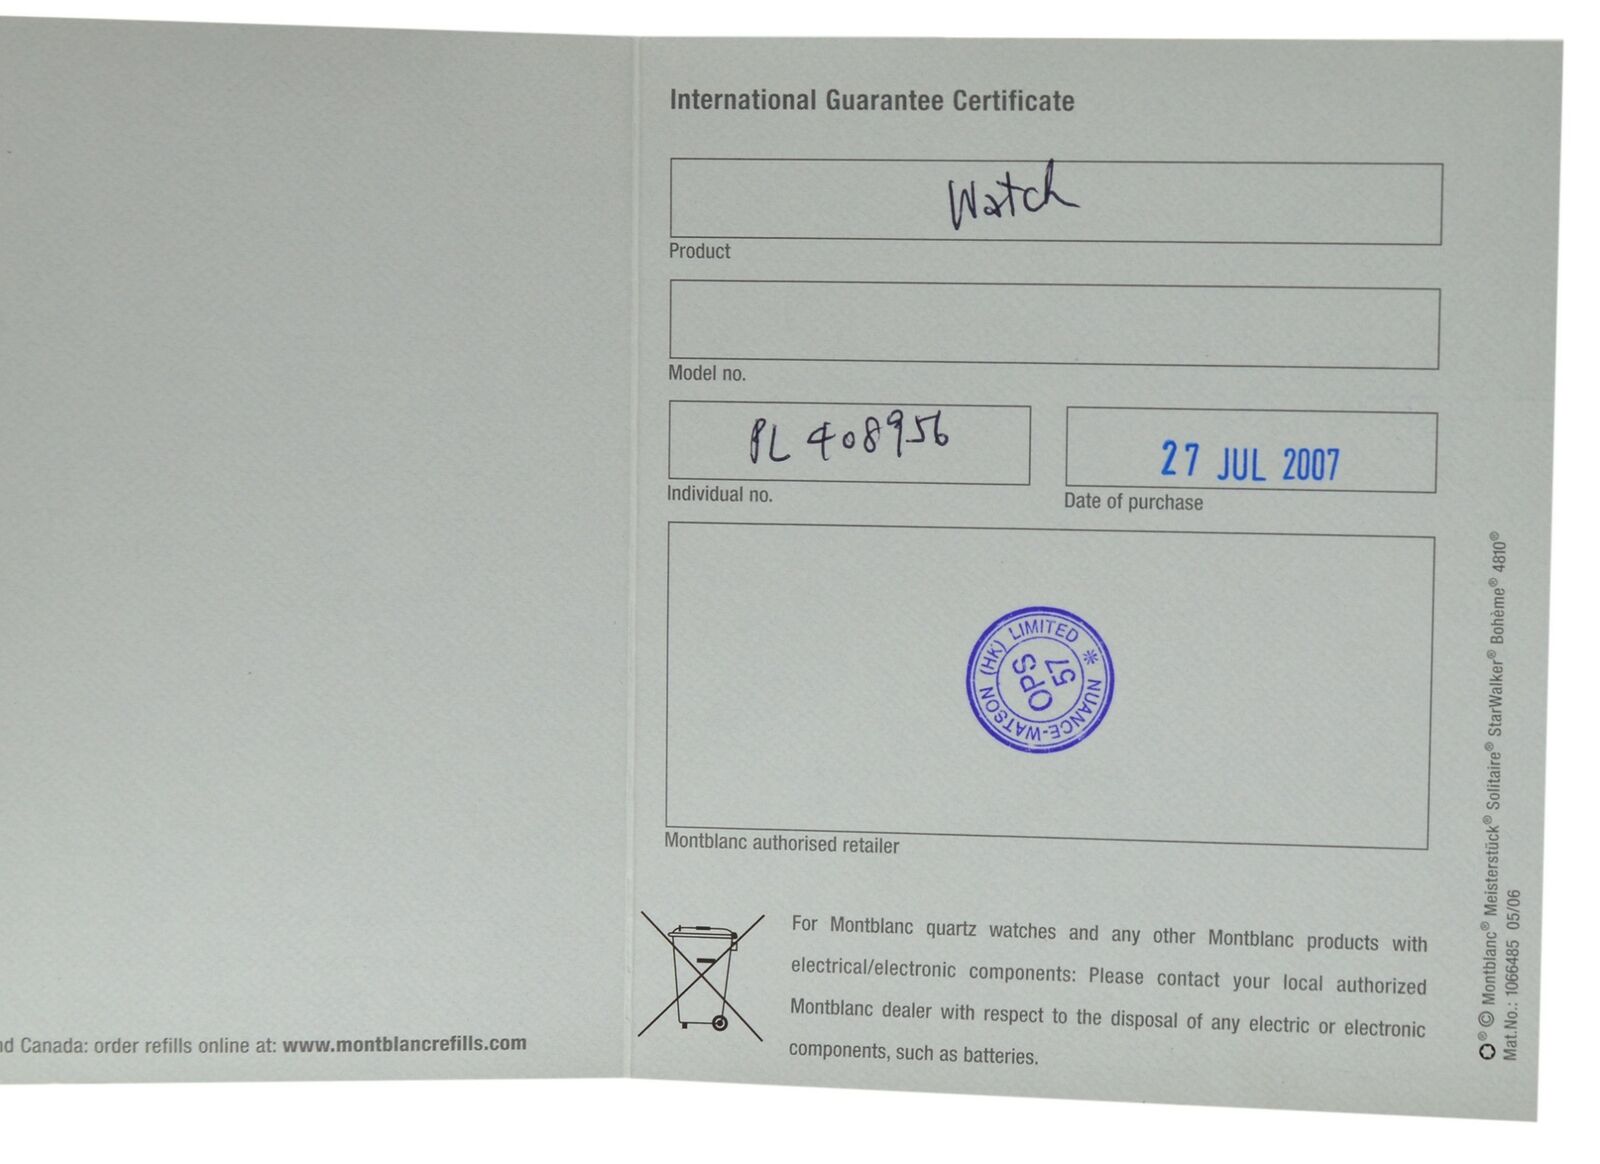 International Guarantee Certificate
Watch
Product
Model no.
PL 408956
Individual no.
27 JUL 2007
Date of purchase
NUANCE-WATSON (HK) LIMITED *
OPS
57
Montblanc authorised retailer
For Montblanc quartz watches and any other Montblanc products with
electrical/electronic components: Please contact your local authorized
Montblanc dealer with respect to the disposal of any electric or electronic
components, such as batteries.
Canada: order refills online at: www.montblancrefills.com
® © Montblanc® Meisterstück® Solitaire® StarWalker® Bohème® 4810®
Mat.No.: 1066485 05/06